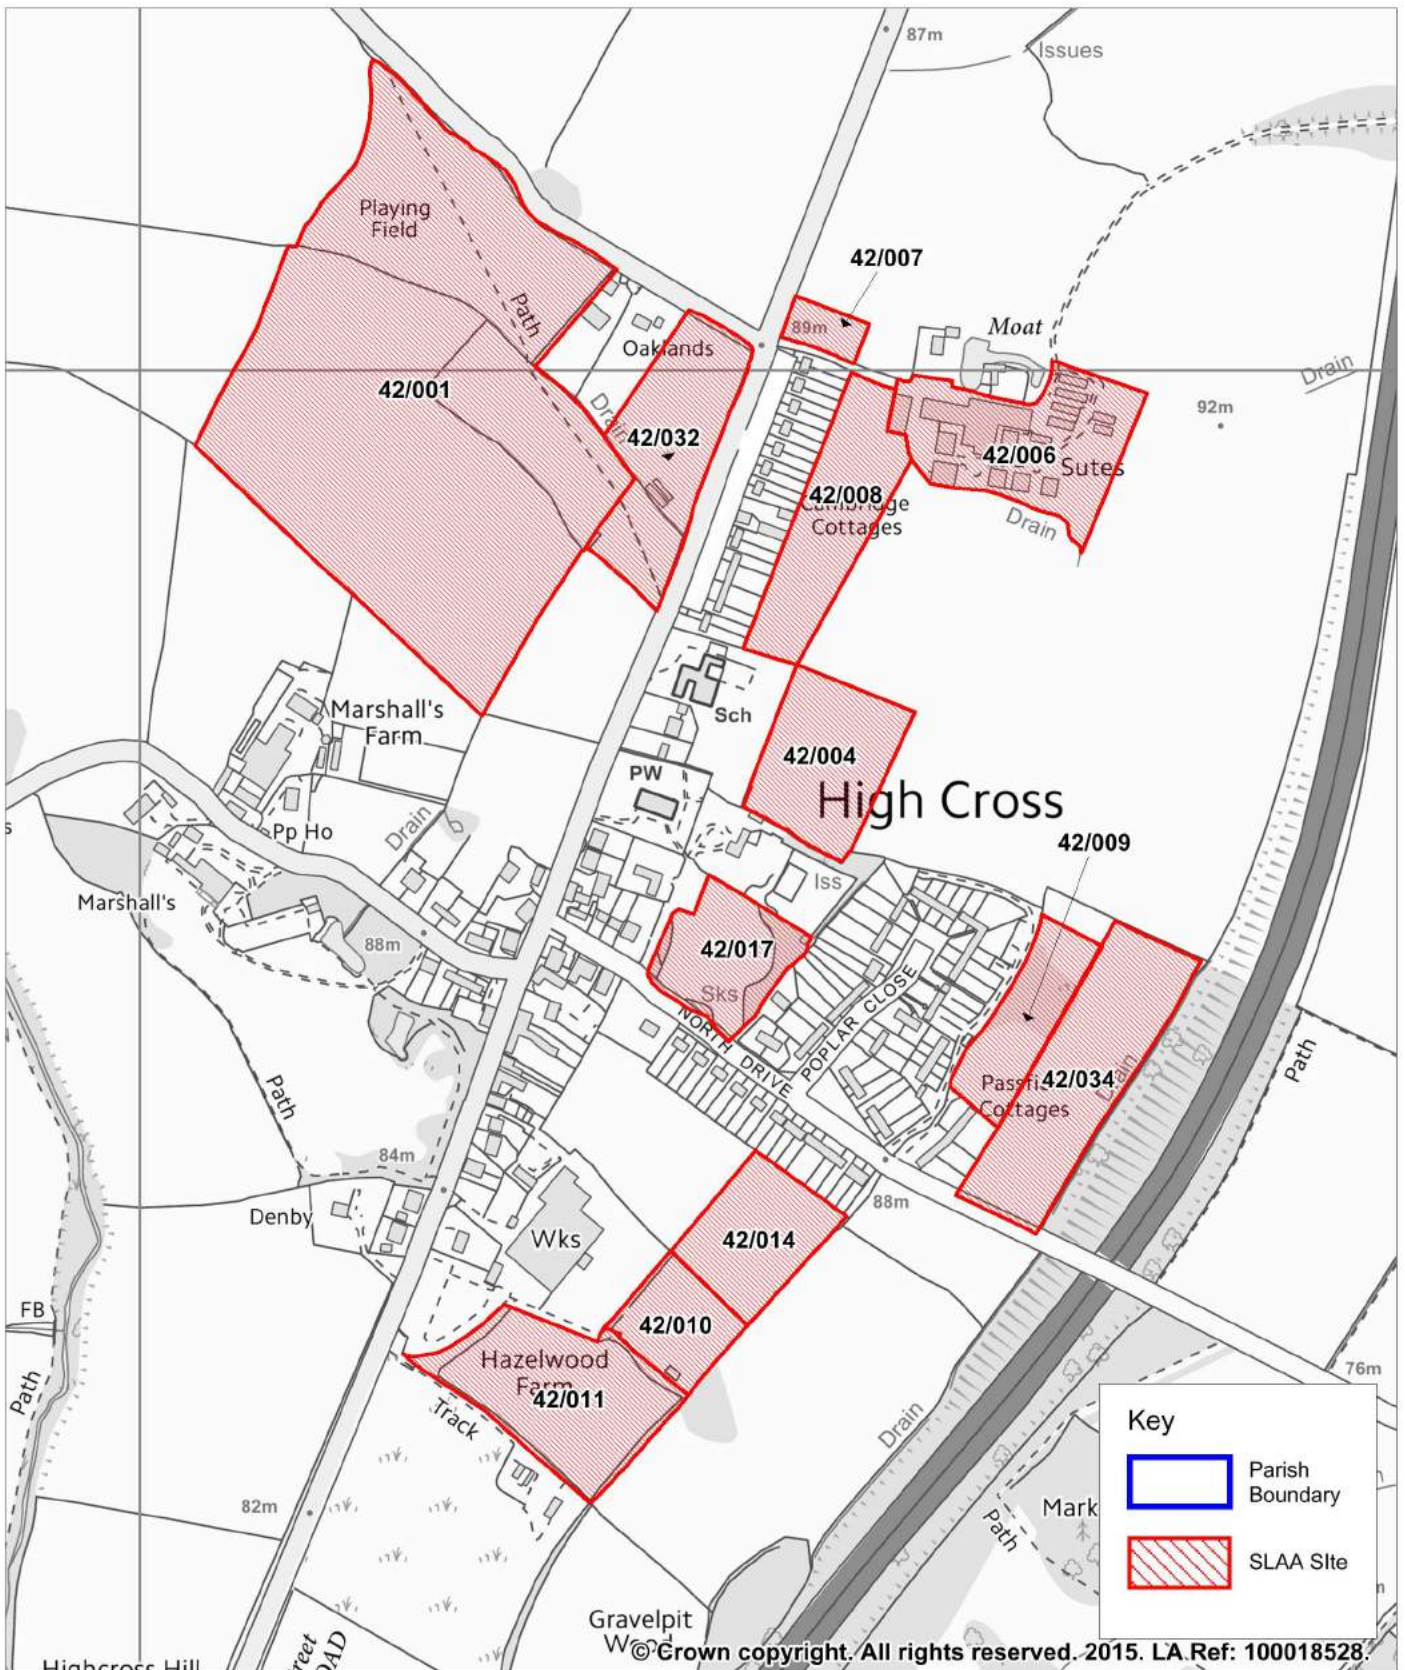 87m
Issues
Playing
Field
42/007
Path
89m
Moat
Oaklands
Drain
42/001
92m
Drain
42/032
42/006
Sutes
42/008
Cambridge
Cottages
Drain
Marshall's
Farm
Sch
42/004
PW
High Cross
Drain
Pp Ho
42/009
Iss
Marshall's
88m
42/017
Sks
NORTH DRIVE
POPLAR CLOSE
Path
Path
42/034
Drain
Cottages
84m
Denby
88m
Wks
42/014
FB
42/010
Hazelwood
Farm
42/011
76m
Path
Track
Drain
Key
Parish
Boundary
82m
Mark
Path
SLAA SIte
Gravelpit
Wood
© Crown copyright. All rights reserved. 2015. LA Ref: 100018528.